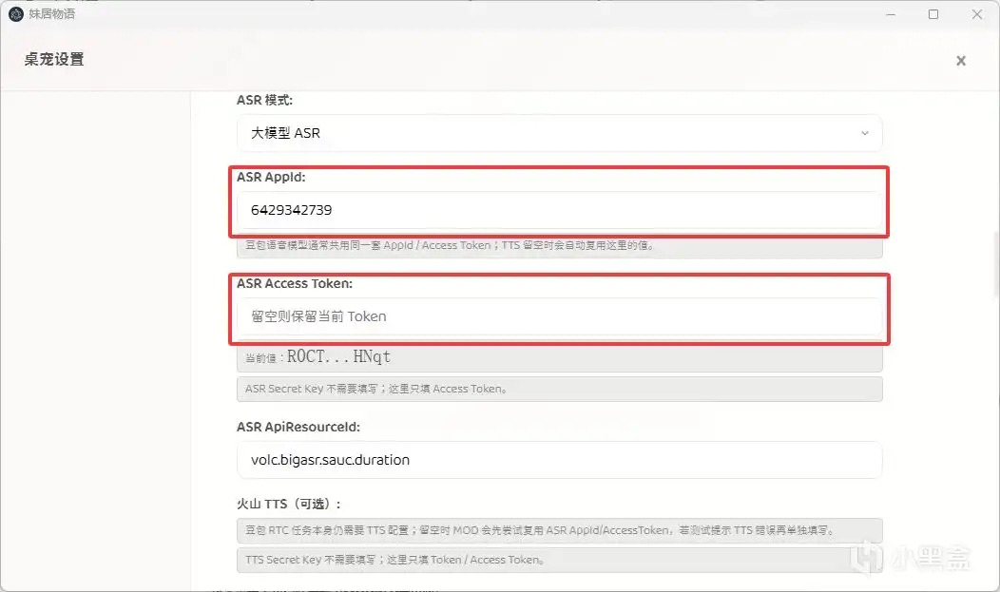 妹居物语
桌宠设置
ASR 模式:
大模型 ASR
ASR AppId:
6429342739
豆包语音模型通常共用同一套 AppId / Access Token；TTS 留空时会自动复用这里的值。
ASR Access Token:
留空则保留当前 Token
当前值：ROCT...HNqt
ASR Secret Key 不需要填写；这里只填 Access Token。
ASR ApiResourceId:
volc.bigasr.sauc.duration
火山 TTS（可选）:
豆包 RTC 任务本身仍需要 TTS 配置；留空时 MOD 会先尝试复用 ASR AppId/AccessToken，若测试提示 TTS 错误再单独填写。
TTS Secret Key 不需要填写；这里只填 Token / Access Token。
小黑盒